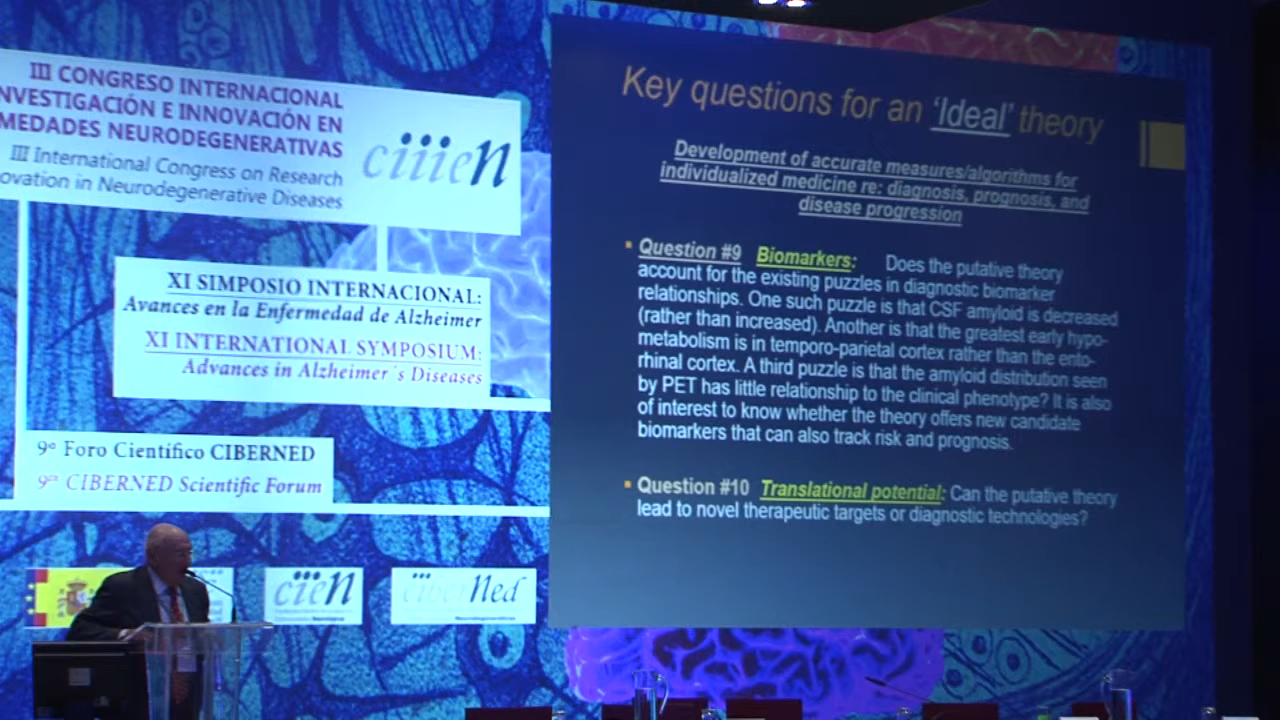 III CONGRESO INTERNACIONAL
NVESTIGACIÓN E INNOVACIÓN EN
MEDADES NEURODEGENERATIVAS
III International Congress on Research
ovation in Neurodegenerative Diseases
ciiien
XI SIMPOSIO INTERNACIONAL:
Avances en la Enfermedad de Alzheimer
XI INTERNATIONAL SYMPOSIUM:
Advances in Alzheimer´s Diseases
9º Foro Científico CIBERNED
CIBERNED Scientific Forum
ciien
ciberned
Key questions for an 'Ideal' theory
Development of accurate measures/algorithms for
individualized medicine re: diagnosis, prognosis, and
disease progression
▪ Question #9 Biomarkers: Does the putative theory
account for the existing puzzles in diagnostic biomarker
relationships. One such puzzle is that CSF amyloid is decreased
(rather than increased). Another is that the greatest early hypo-
metabolism is in temporo-parietal cortex rather than the ento-
rhinal cortex. A third puzzle is that the amyloid distribution seen
by PET has little relationship to the clinical phenotype? It is also
of interest to know whether the theory offers new candidate
biomarkers that can also track risk and prognosis.
▪ Question #10 Translational potential: Can the putative theory
lead to novel therapeutic targets or diagnostic technologies?